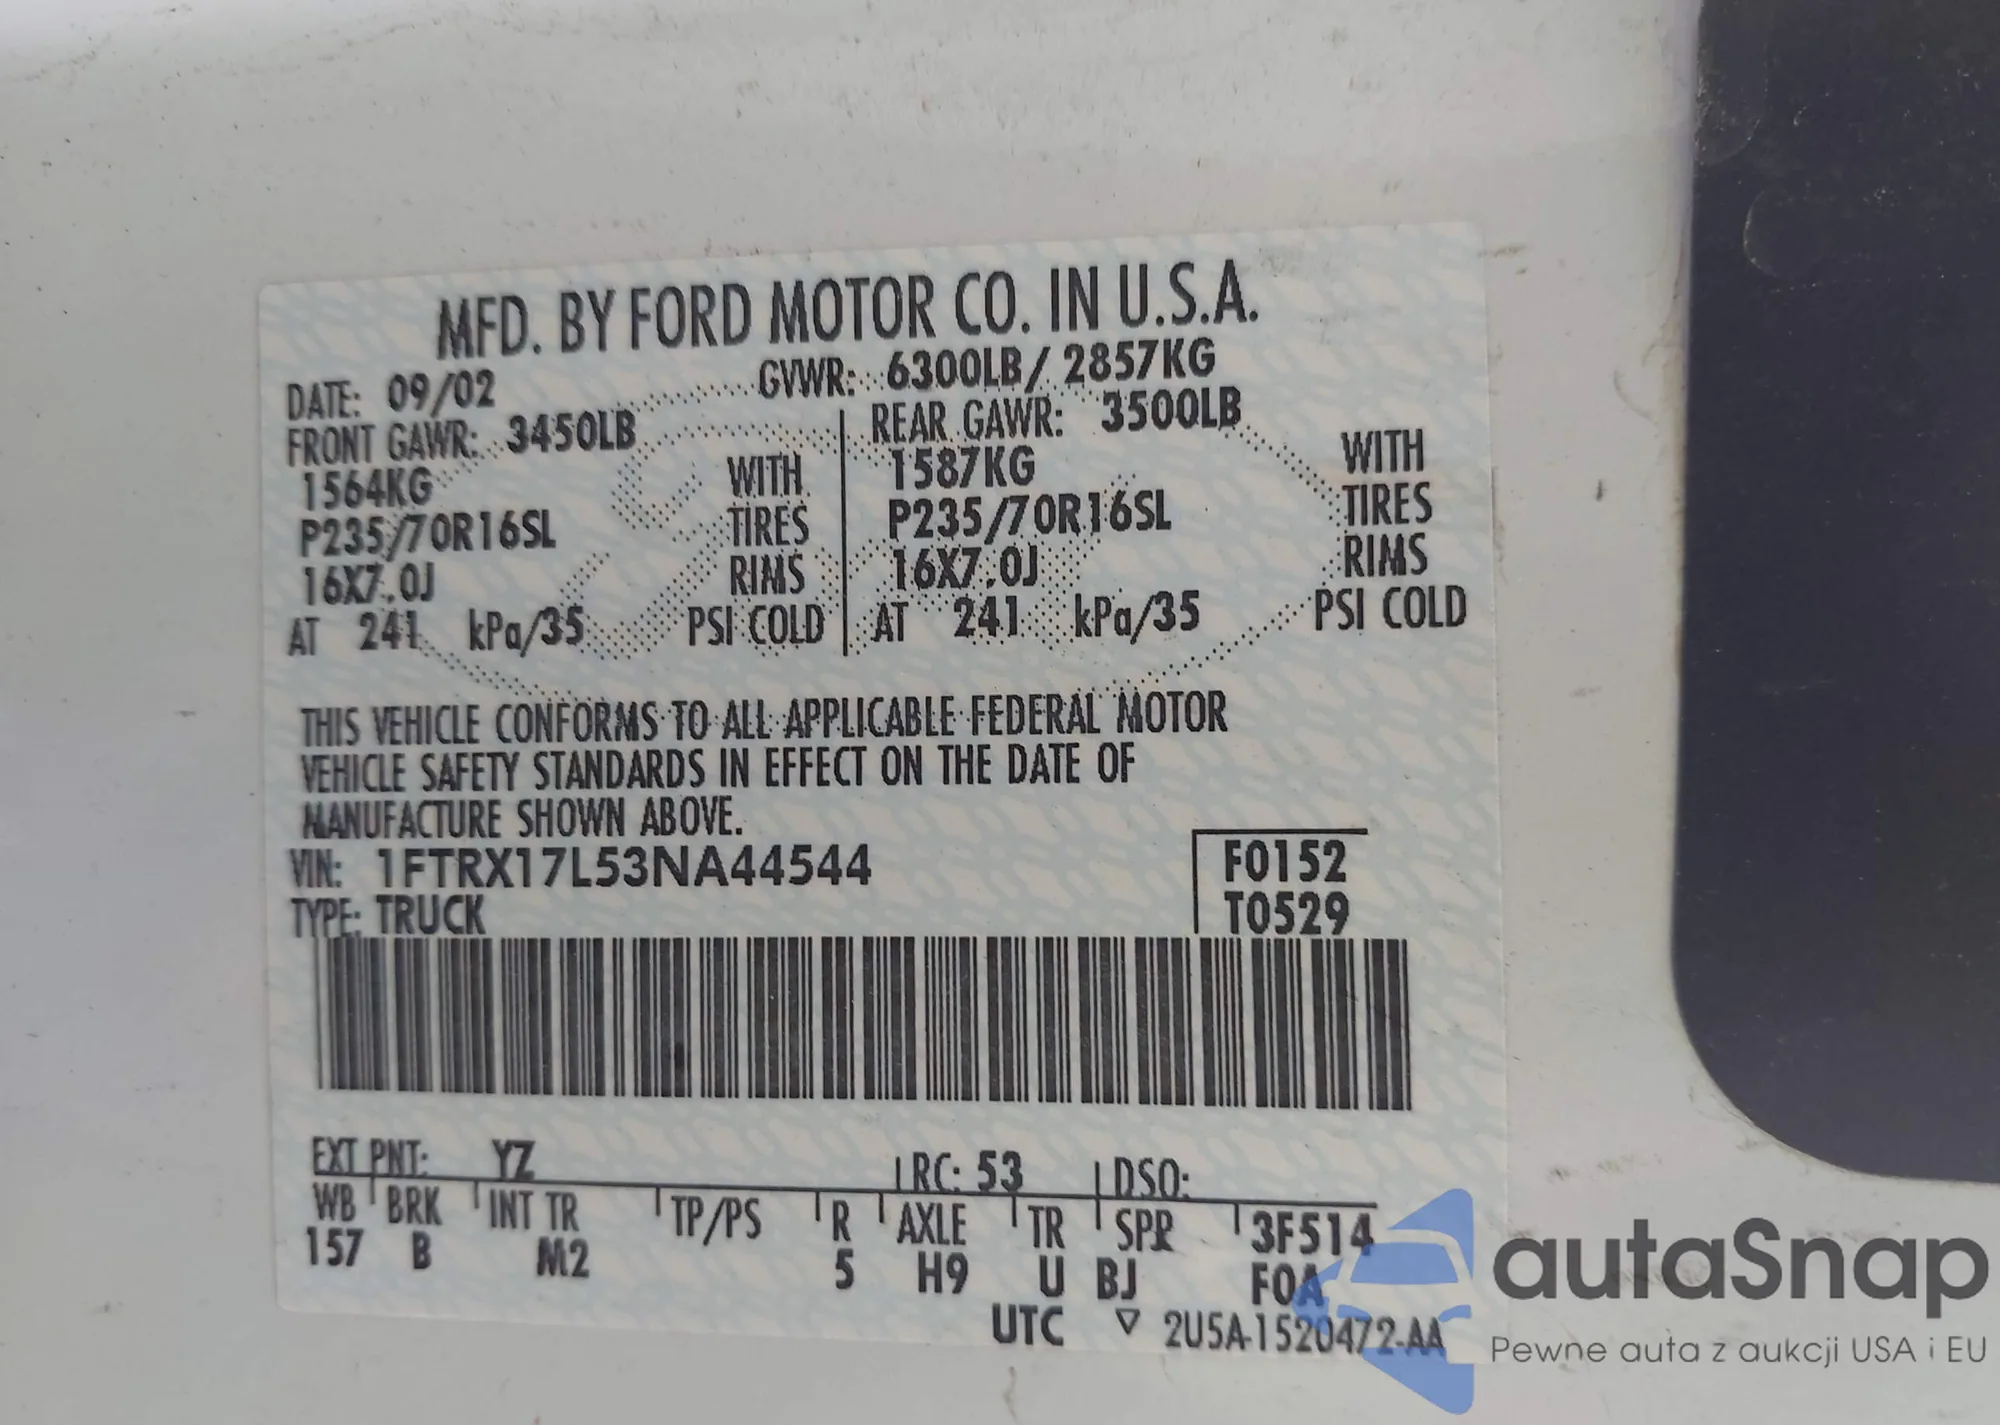 MFD. BY FORD MOTOR CO. IN U.S.A.
DATE: 09/02 GVWR: 6300LB/ 2857KG
FRONT GAWR: 3450LB REAR GAWR: 3500LB
1564KG WITH 1587KG WITH
P235/70R16SL TIRES P235/70R16SL TIRES
16X7.0J RIMS 16X7.0J RIMS
AT 241 kPa/35 PSI COLD AT 241 kPa/35 PSI COLD
THIS VEHICLE CONFORMS TO ALL APPLICABLE FEDERAL MOTOR
VEHICLE SAFETY STANDARDS IN EFFECT ON THE DATE OF
MANUFACTURE SHOWN ABOVE.
VIN: 1FTRX17L53NA44544 F0152
TYPE: TRUCK T0529
EXT PNT: YZ RC: 53 DSO:
WB BRK INT TR TP/PS R AXLE TR SPR 3F514
157 B M2 5 H9 U BJ F0A
UTC ▽ 2U5A-1520472-AA
autaSnap
Pewne auta z aukcji USA i EU